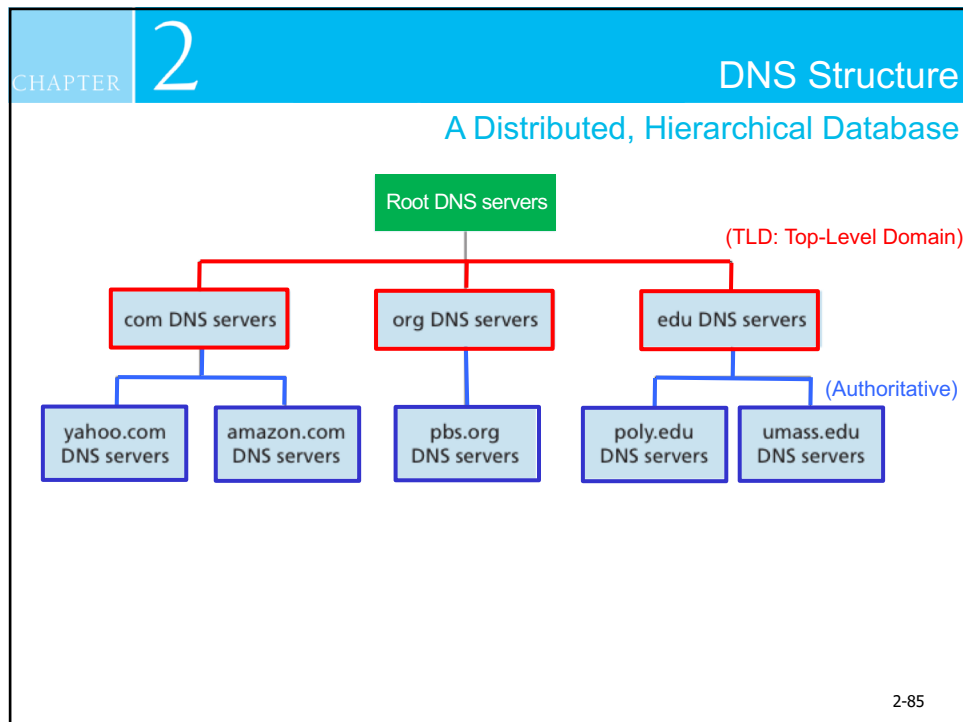 CHAPTER 2
DNS Structure
A Distributed, Hierarchical Database
Root DNS servers
(TLD: Top-Level Domain)
com DNS servers
org DNS servers
edu DNS servers
(Authoritative)
yahoo.com
DNS servers
amazon.com
DNS servers
pbs.org
DNS servers
poly.edu
DNS servers
umass.edu
DNS servers
2-85